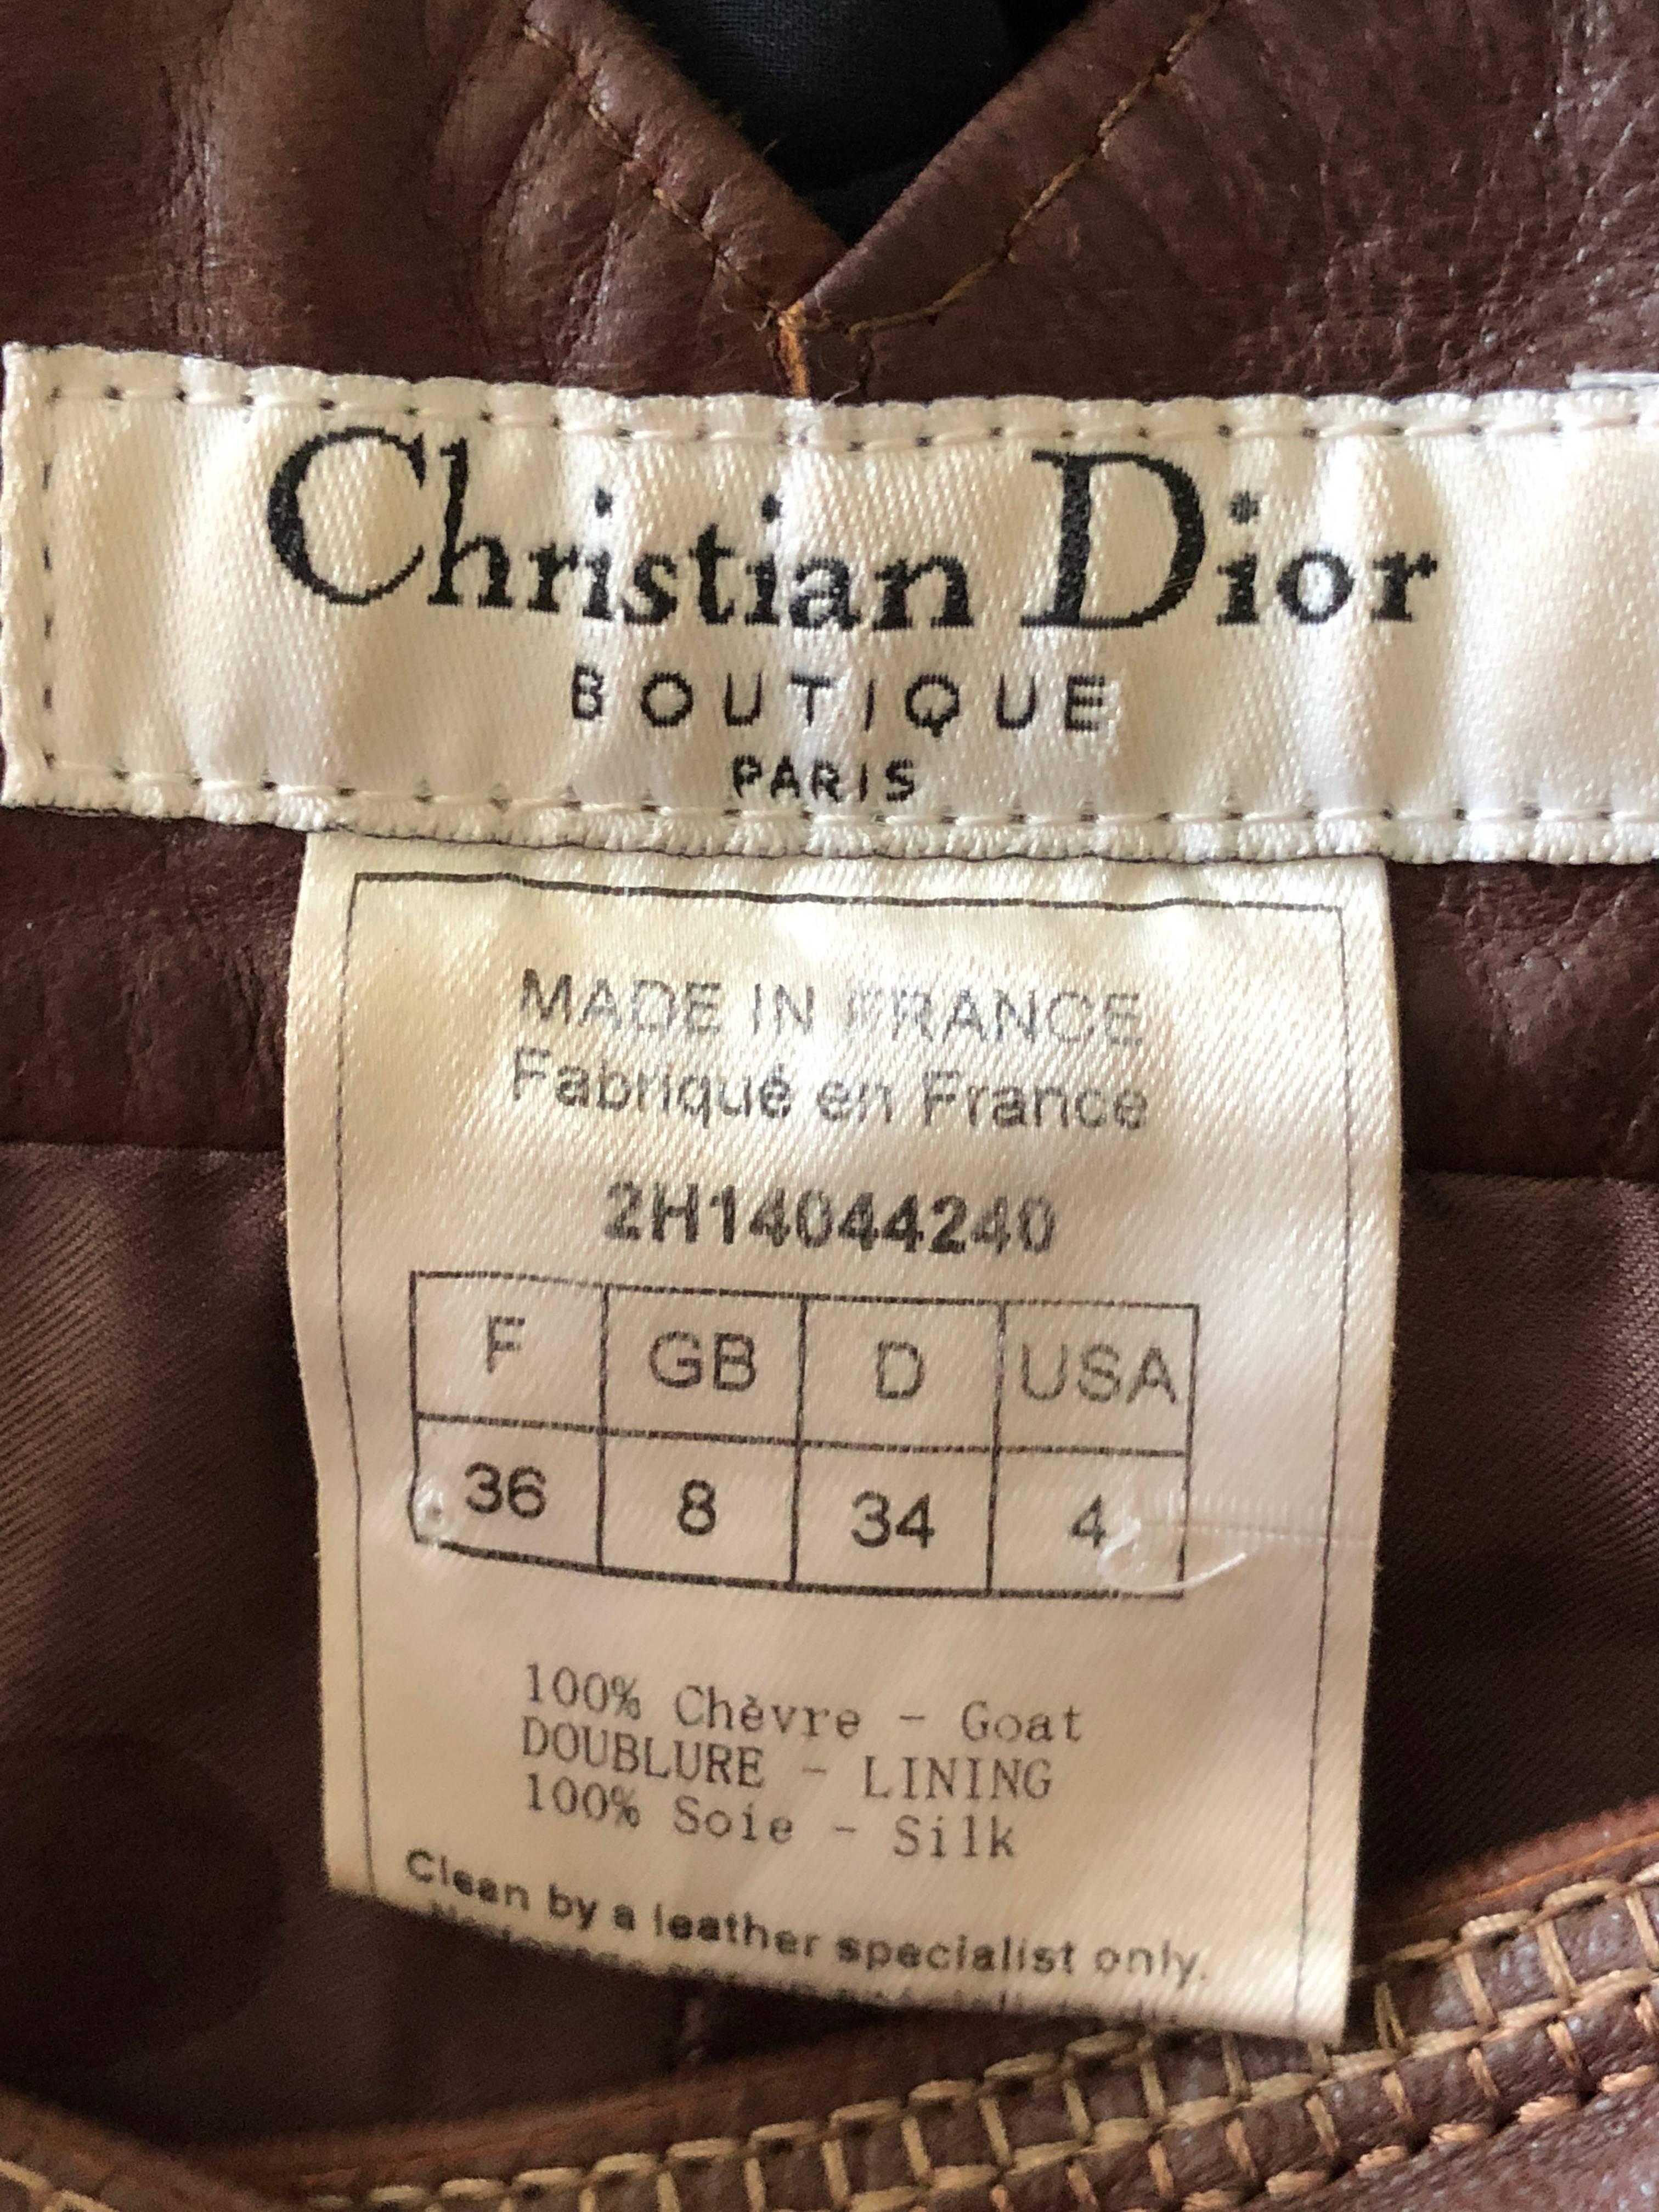 Christian Dior
BOUTIQUE
PARIS
MADE IN FRANCE
Fabriqué en France
2H14044240
F GB D USA
36 8 34 4
100% Chèvre - Goat
DOUBLURE - LINING
100% Soie - Silk
Clean by a leather specialist only.